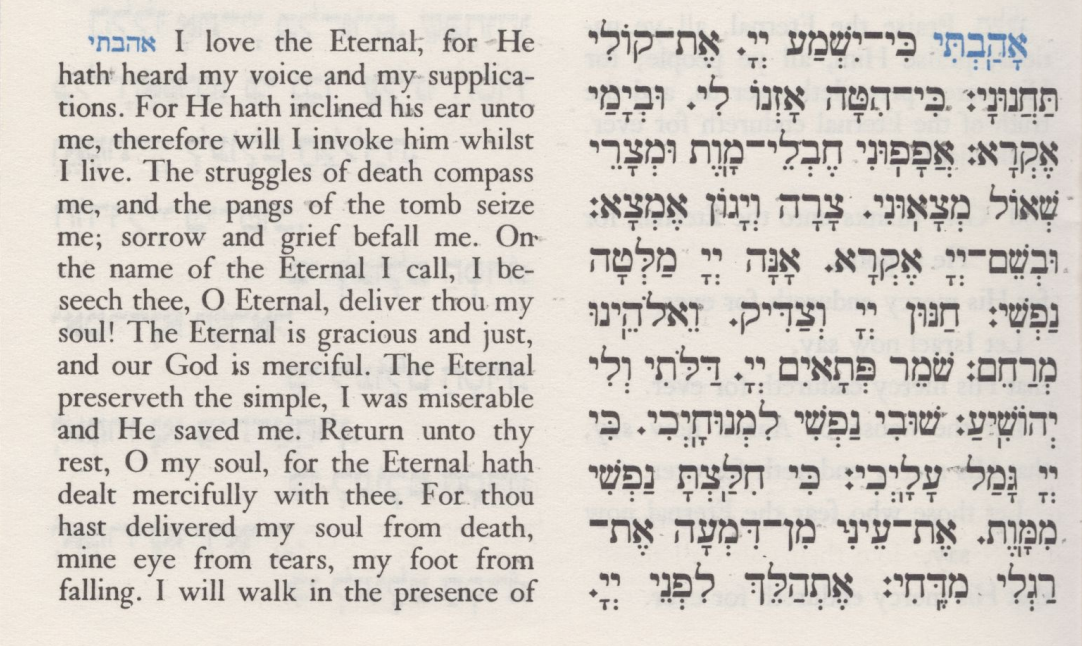 אהבתי I love the Eternal, for He
hath heard my voice and my supplica-
tions. For He hath inclined his ear unto
me, therefore will I invoke him whilst
I live. The struggles of death compass
me, and the pangs of the tomb seize
me; sorrow and grief befall me. On
the name of the Eternal I call, I be-
seech thee, O Eternal, deliver thou my
soul! The Eternal is gracious and just,
and our God is merciful. The Eternal
preserveth the simple, I was miserable
and He saved me. Return unto thy
rest, O my soul, for the Eternal hath
dealt mercifully with thee. For thou
hast delivered my soul from death,
mine eye from tears, my foot from
falling. I will walk in the presence of
אָהַבְתִּי כִּי־יִשְׁמַע יְיָ. אֶת־קוֹלִי
תַּחֲנוּנָי: כִּי־הִטָּה אָזְנוֹ לִי. וּבְיָמַי
אֶקְרָא: אֲפָפוּנִי חֶבְלֵי־מָוֶת וּמְצָרֵי
שְׁאוֹל מְצָאוּנִי. צָרָה וְיָגוֹן אֶמְצָא:
וּבְשֵׁם־יְיָ אֶקְרָא. אָנָּה יְיָ מַלְּטָה
נַפְשִׁי: חַנּוּן יְיָ וְצַדִּיק. וֵאלֹהֵינוּ
מְרַחֵם: שֹׁמֵר פְּתָאִים יְיָ. דַּלֹּתִי וְלִי
יְהוֹשִׁיעַ: שׁוּבִי נַפְשִׁי לִמְנוּחָיְכִי. כִּי
יְיָ גָּמַל עָלָיְכִי: כִּי חִלַּצְתָּ נַפְשִׁי
מִמָּוֶת. אֶת־עֵינִי מִן־דִּמְעָה אֶת־
רַגְלִי מִדֶּחִי: אֶתְהַלֵּךְ לִפְנֵי יְיָ.